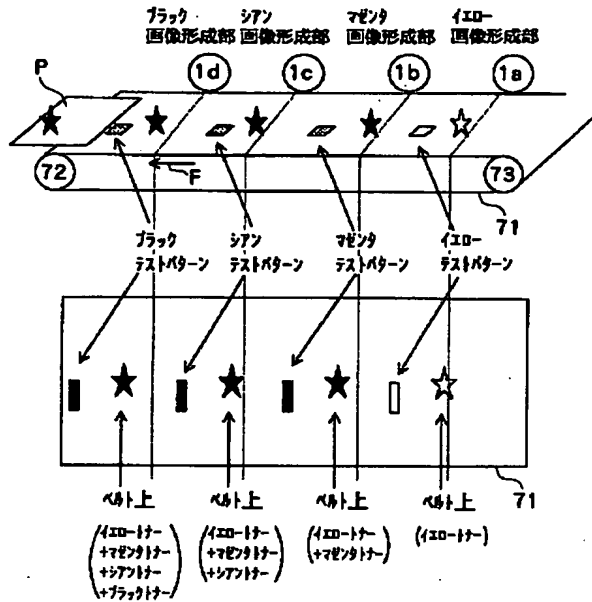 ブラック シアン マゼンタ イエロー
画像形成部 画像形成部 画像形成部 画像形成部
P
1d
1c
1b
1a
72
F
73
71
ブラック
テストパターン
シアン
テストパターン
マゼンタ
テストパターン
イエロー
テストパターン
71
ベルト上
(イエロートナー
+マゼンタトナー
+シアントナー
+ブラックトナー)
ベルト上
(イエロートナー
+マゼンタトナー
+シアントナー)
ベルト上
(イエロートナー
+マゼンタトナー)
ベルト上
(イエロートナー)